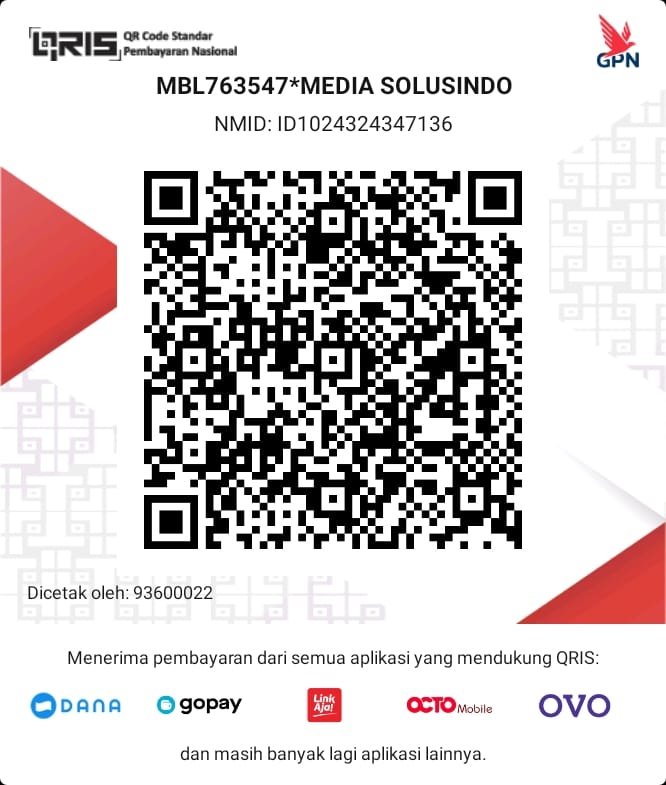 QRIS QR Code Standar
Pembayaran Nasional
GPN
MBL763547*MEDIA SOLUSINDO
NMID: ID1024324347136
Dicetak oleh: 93600022
Menerima pembayaran dari semua aplikasi yang mendukung QRIS:
DANA gopay Link Aja! OCTO Mobile OVO
dan masih banyak lagi aplikasi lainnya.